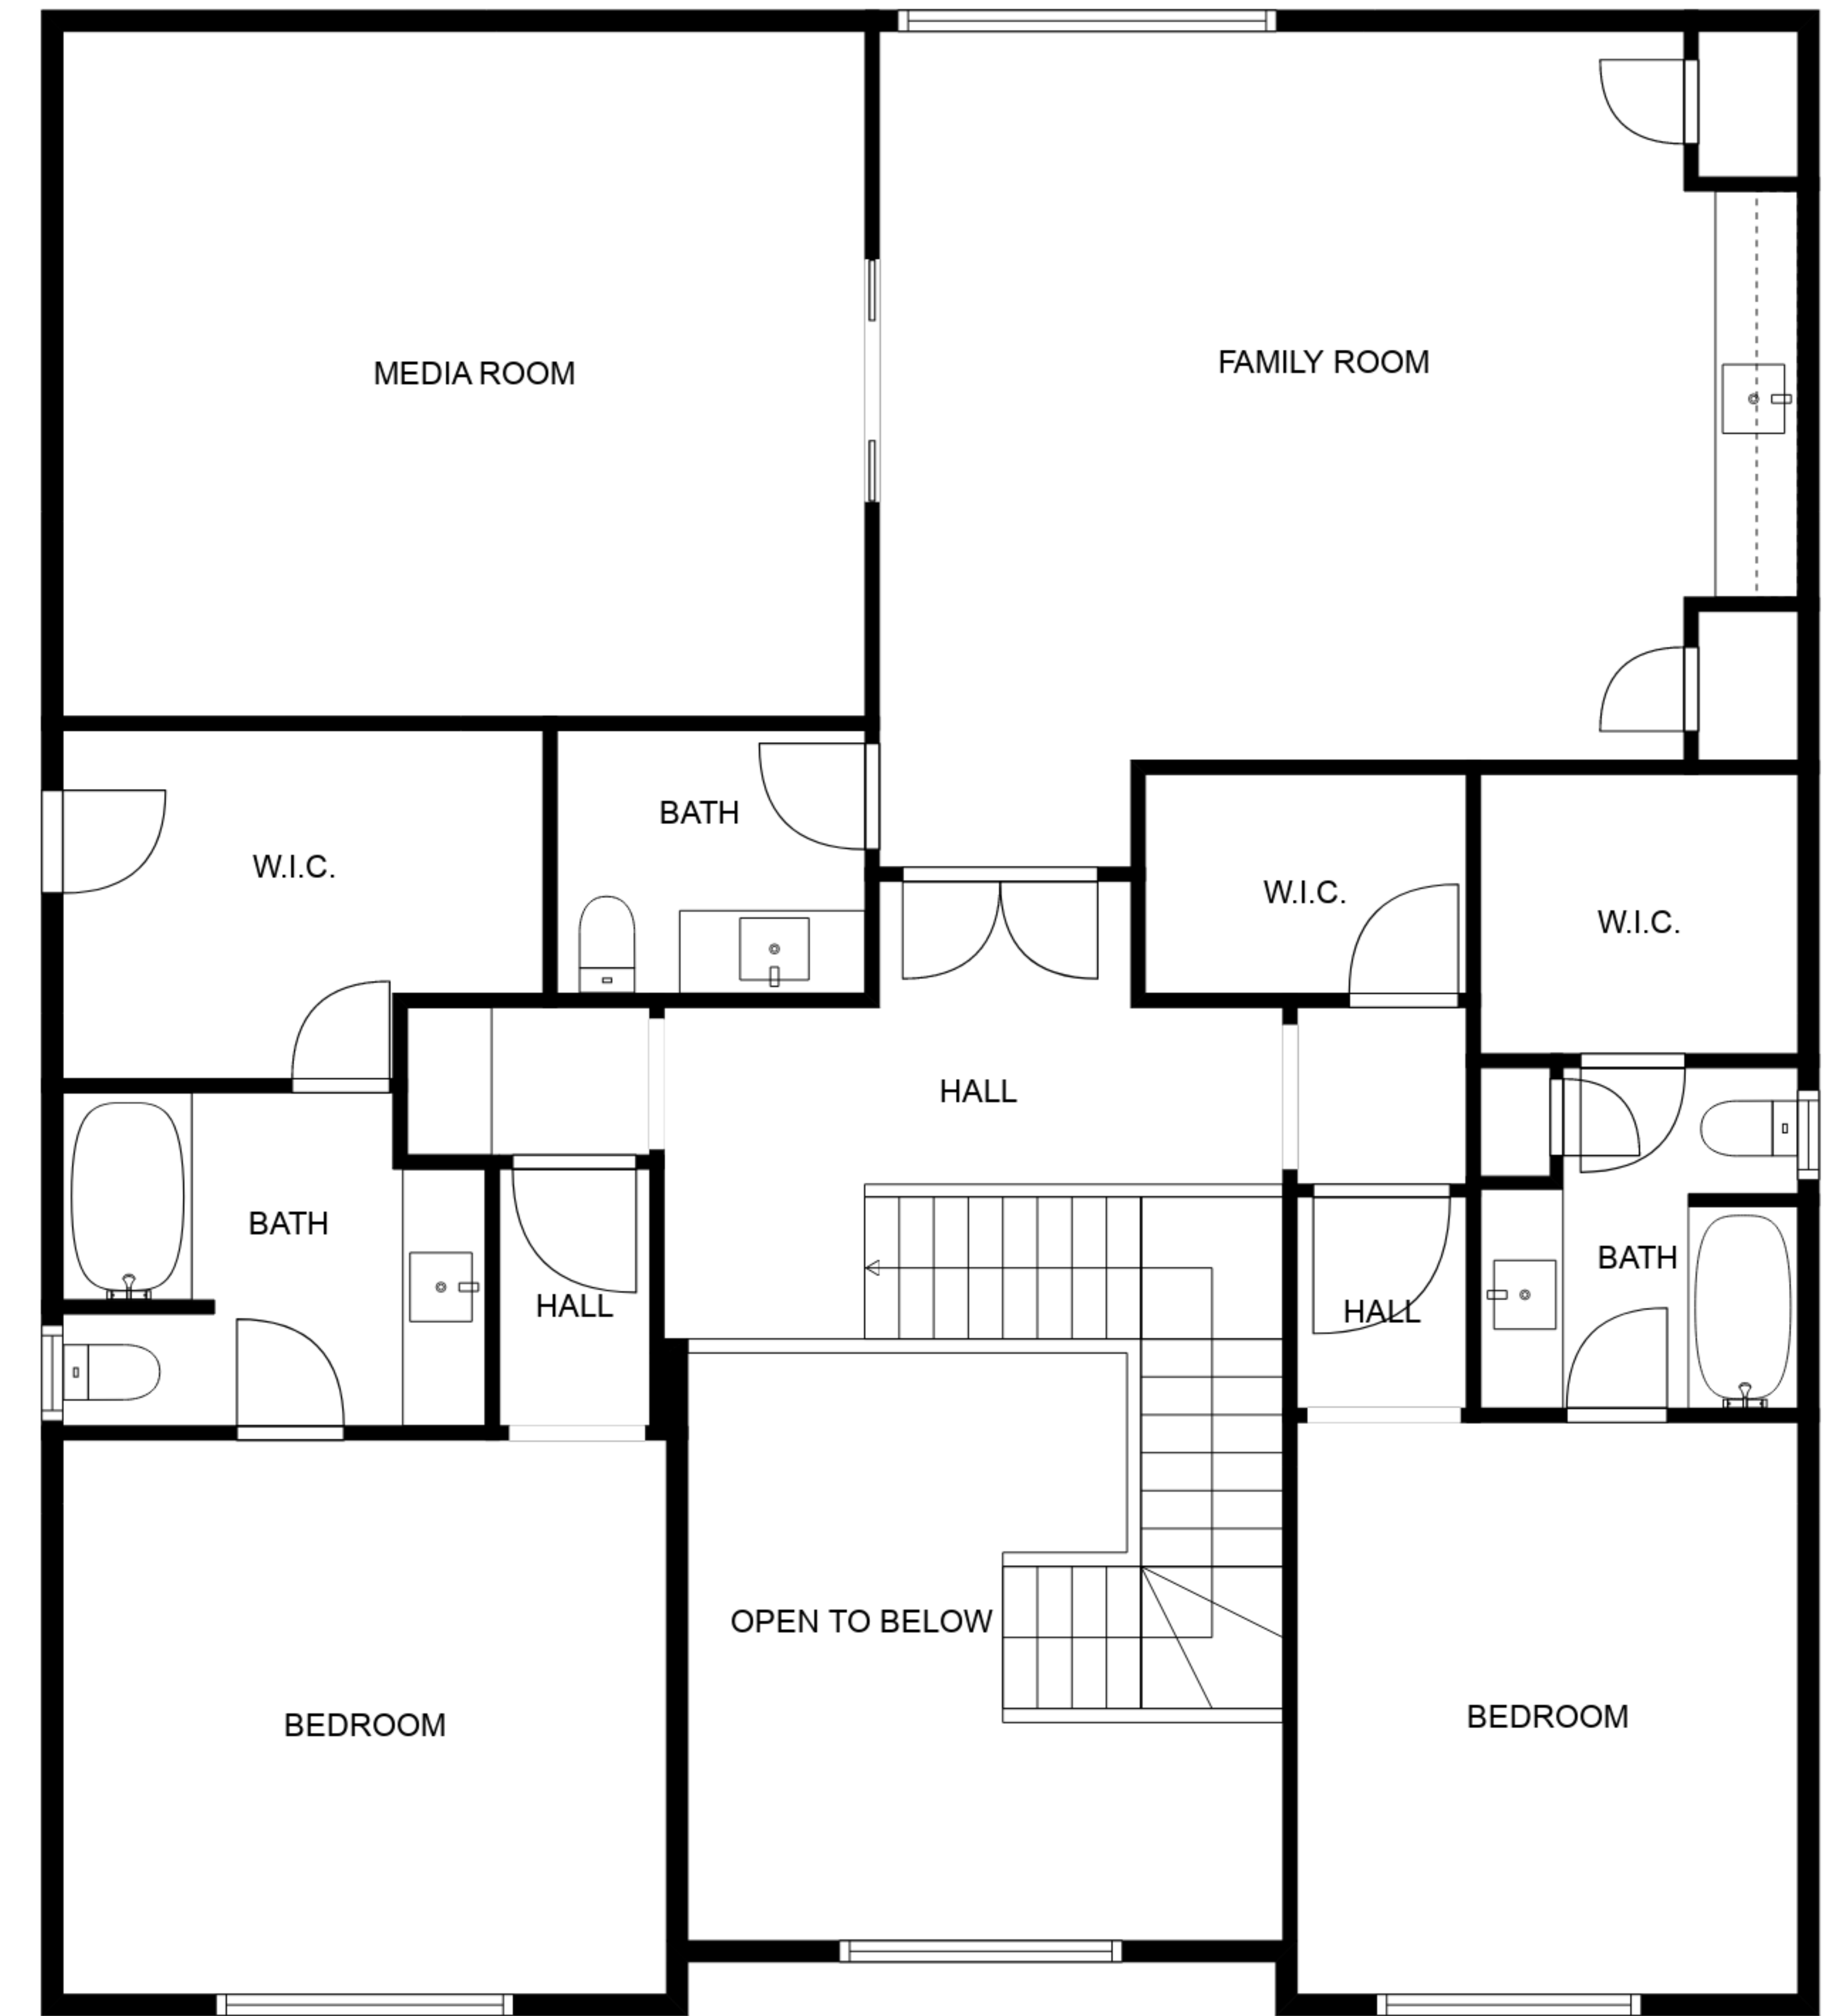 MEDIA ROOM
FAMILY ROOM
BATH
W.I.C.
W.I.C.
W.I.C.
HALL
BATH
BATH
HALL
HALL
OPEN TO BELOW
BEDROOM
BEDROOM